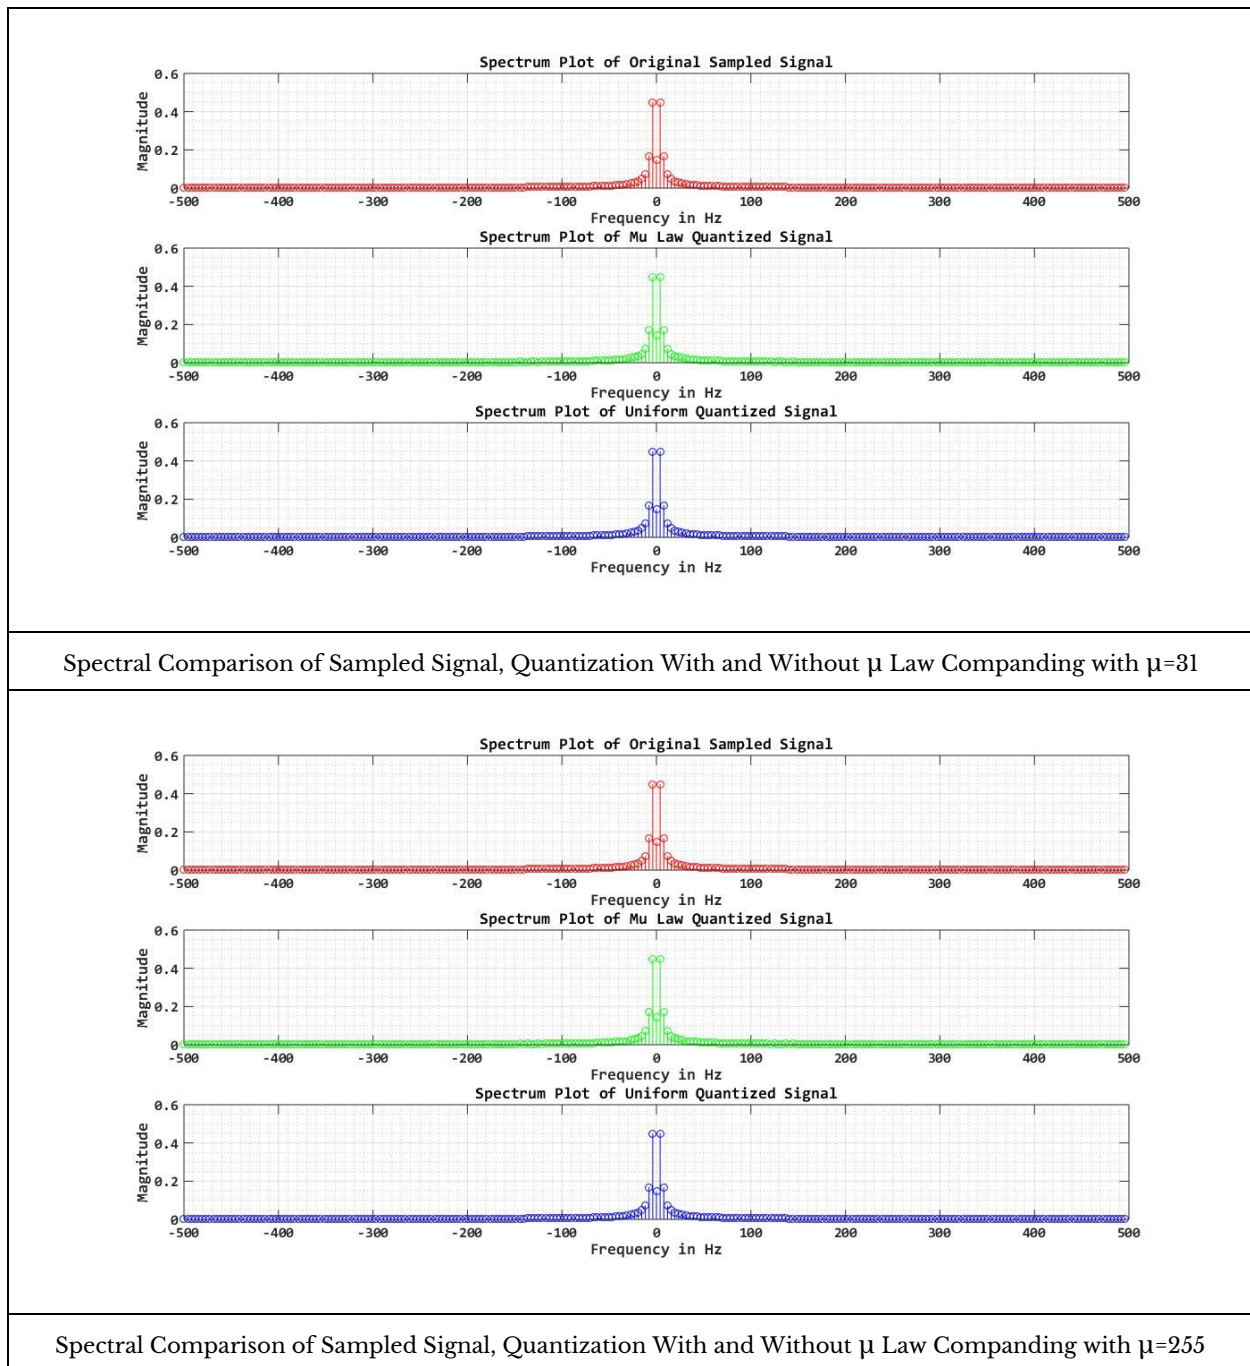 Spectrum Plot of Original Sampled Signal
Magnitude
0.6
0.4
0.2
0
-500 -400 -300 -200 -100 0 100 200 300 400 500
Frequency in Hz
Spectrum Plot of Mu Law Quantized Signal
Magnitude
0.6
0.4
0.2
0
-500 -400 -300 -200 -100 0 100 200 300 400 500
Frequency in Hz
Spectrum Plot of Uniform Quantized Signal
Magnitude
0.6
0.4
0.2
0
-500 -400 -300 -200 -100 0 100 200 300 400 500
Frequency in Hz
Spectral Comparison of Sampled Signal, Quantization With and Without μ Law Companding with μ=31
Spectrum Plot of Original Sampled Signal
Magnitude
0.6
0.4
0.2
0
-500 -400 -300 -200 -100 0 100 200 300 400 500
Frequency in Hz
Spectrum Plot of Mu Law Quantized Signal
Magnitude
0.6
0.4
0.2
0
-500 -400 -300 -200 -100 0 100 200 300 400 500
Frequency in Hz
Spectrum Plot of Uniform Quantized Signal
Magnitude
0.6
0.4
0.2
0
-500 -400 -300 -200 -100 0 100 200 300 400 500
Frequency in Hz
Spectral Comparison of Sampled Signal, Quantization With and Without μ Law Companding with μ=255